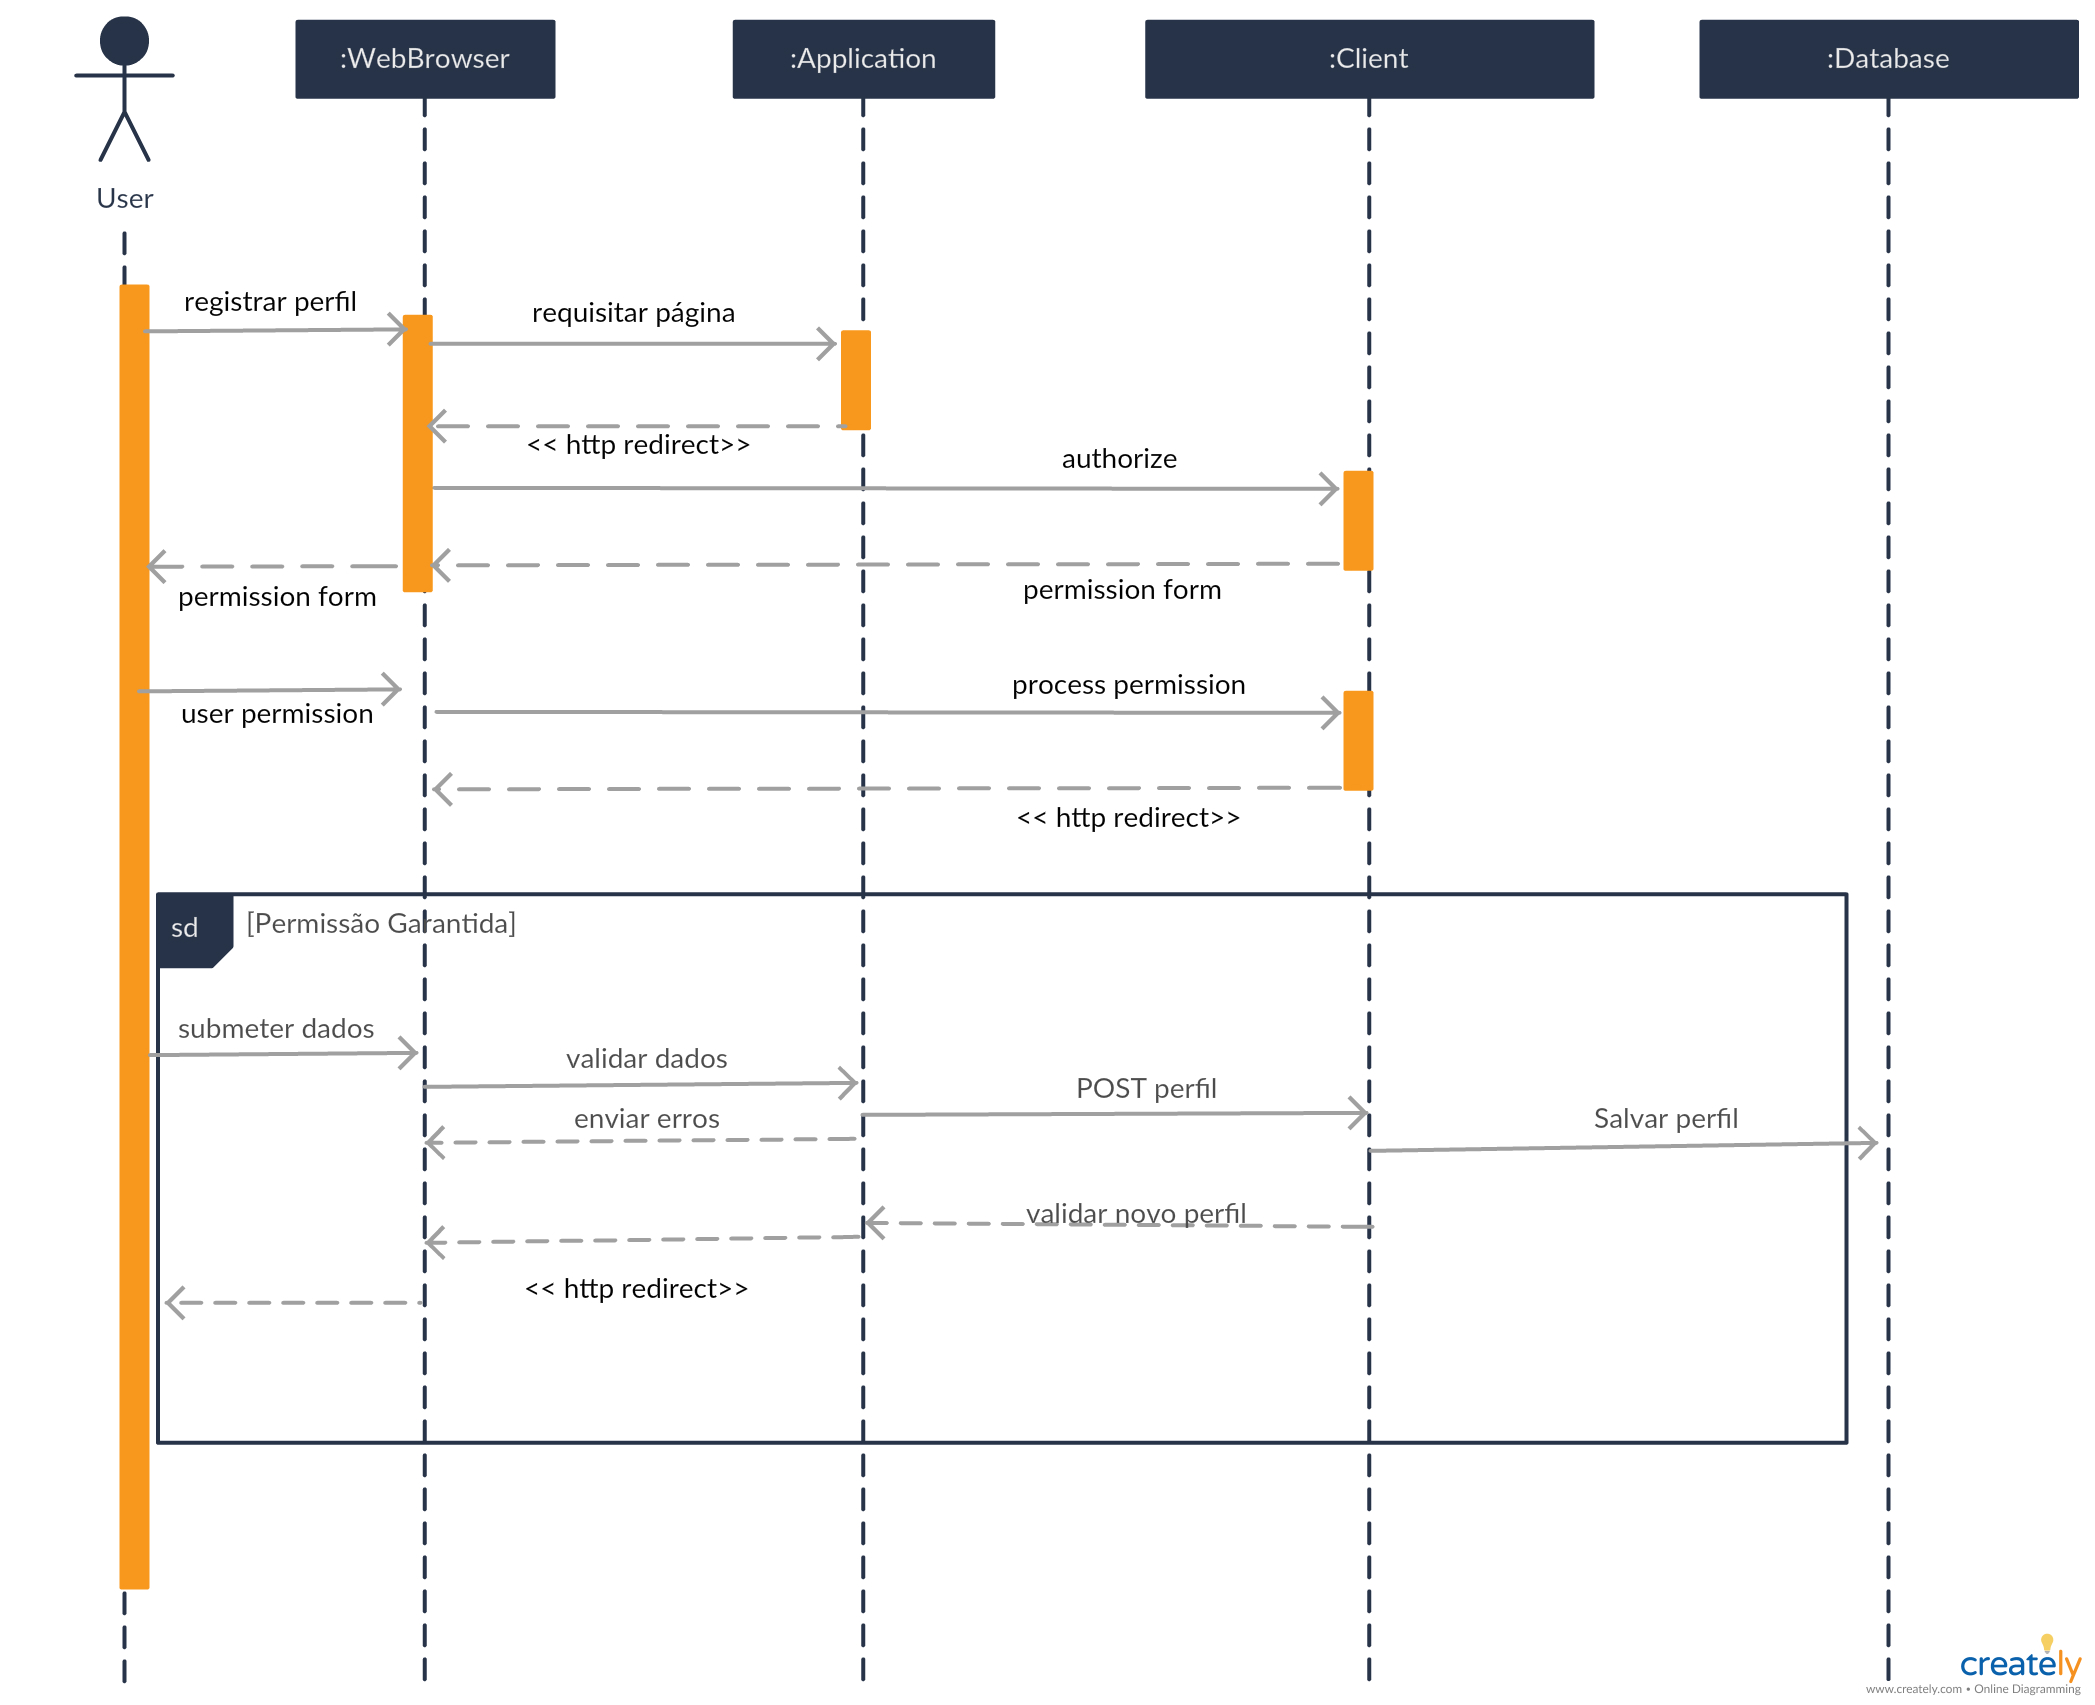 :WebBrowser
:Application
:Client
:Database
User
registrar perfil
requisitar página
<< http redirect>>
authorize
permission form
permission form
process permission
user permission
<< http redirect>>
sd
[Permissão Garantida]
submeter dados
validar dados
POST perfil
enviar erros
Salvar perfil
validar novo perfil
<< http redirect>>
creately
www.creately.com • Online Diagramming